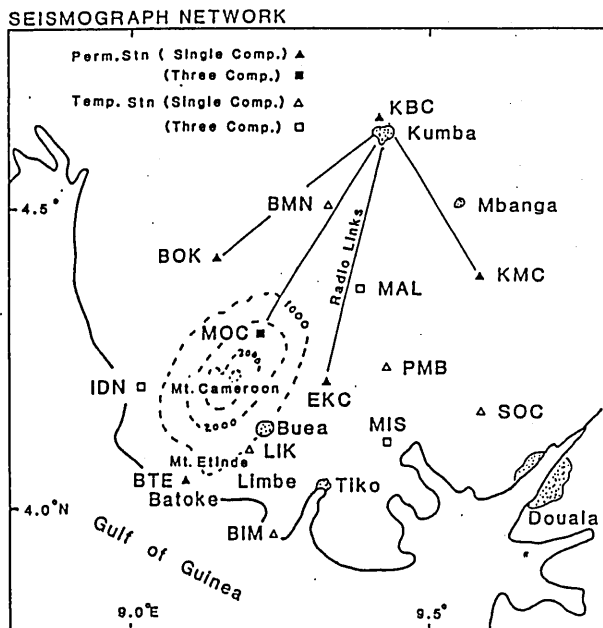 SEISMOGRAPH NETWORK
Perm.Stn ( Single Comp.)
(Three Comp.)
Temp. Stn (Single Comp.)
(Three Comp.)
KBC
Kumba
4.5°
BMN
Mbanga
BOK
Radio Links
KMC
MAL
1000
MOC
2000
PMB
IDN
Mt. Cameroon
EKC
SOC
2000
Buea
MIS
LIK
Mt. Etinde
BTE
Limbe
Tiko
Batoke
4.0°N
Douala
BIM
Gulf of Guinea
9.0°E
9.5°